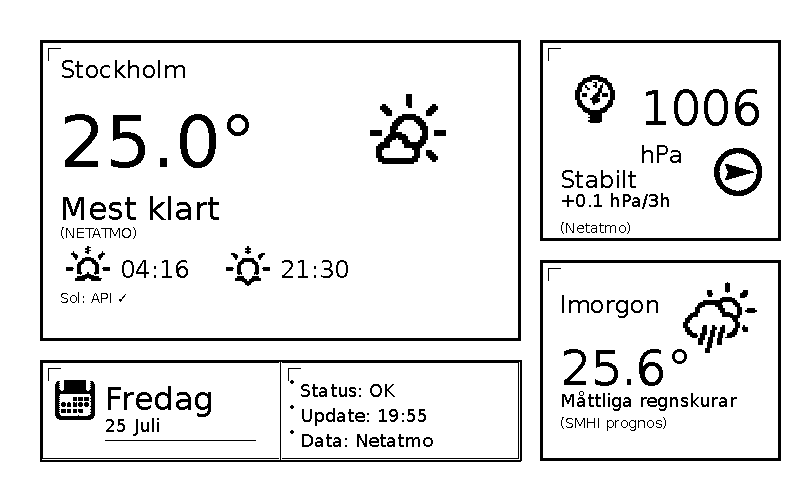 Stockholm
25.0°
Mest klart
(NETATMO)
04:16 21:30
Sol: API ✓
1006
hPa
Stabilt
+0.1 hPa/3h
(Netatmo)
Imorgon
25.6°
Måttliga regnskurar
(SMHI prognos)
Fredag
25 Juli
• Status: OK
• Update: 19:55
• Data: Netatmo